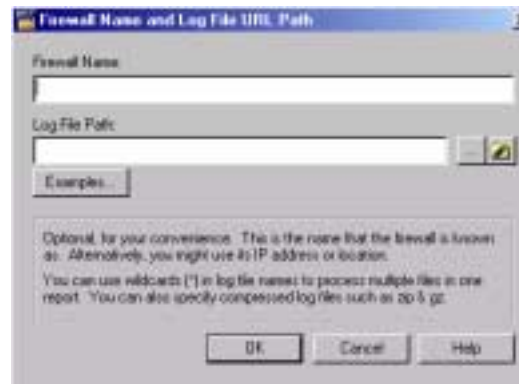 Firewall Name and Log File URL Path
Firewall Name:
Log File Path:
...
Examples...
Optional, for your convenience. This is the name that the firewall is known
as. Alternatively, you might use its IP address or location.
You can use wildcards (*) in log file names to process multiple files in one
report. You can also specify compressed log files such as zip & gz.
OK
Cancel
Help